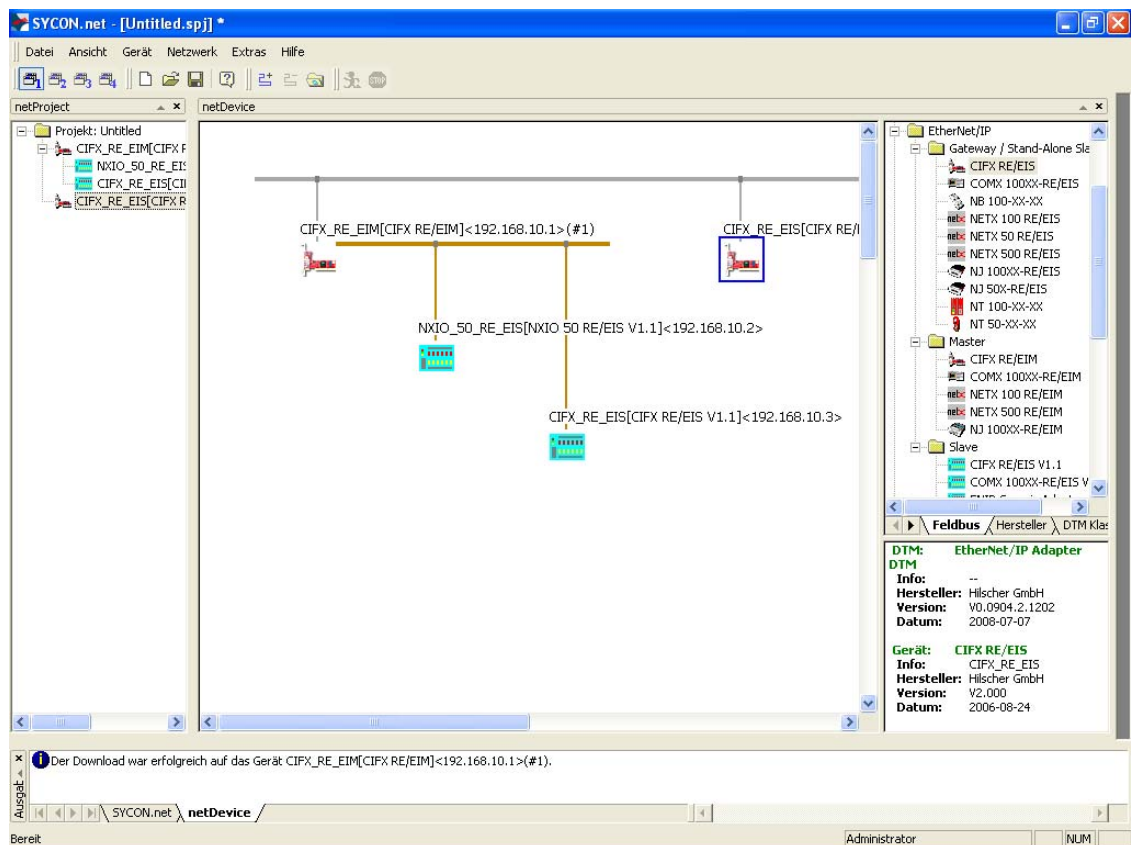 SYCON.net - [Untitled.spj] *
Datei Ansicht Gerät Netzwerk Extras Hilfe
netProject
netDevice
Projekt: Untitled
CIFX_RE_EIM[CIFX R
NXIO_50_RE_EIS
CIFX_RE_EIS[CI
CIFX_RE_EIS[CIFX R
CIFX_RE_EIM[CIFX RE/EIM]<192.168.10.1>(#1)
CIFX_RE_EIS[CIFX RE/
NXIO_50_RE_EIS[NXIO 50 RE/EIS V1.1]<192.168.10.2>
CIFX_RE_EIS[CIFX RE/EIS V1.1]<192.168.10.3>
EtherNet/IP
Gateway / Stand-Alone Sla
CIFX RE/EIS
COMX 100XX-RE/EIS
NB 100-XX-XX
NETX 100 RE/EIS
NETX 50 RE/EIS
NETX 500 RE/EIS
NJ 100XX-RE/EIS
NJ 50X-RE/EIS
NT 100-XX-XX
NT 50-XX-XX
Master
CIFX RE/EIM
COMX 100XX-RE/EIM
NETX 100 RE/EIM
NETX 500 RE/EIM
NJ 100XX-RE/EIM
Slave
CIFX RE/EIS V1.1
COMX 100XX-RE/EIS V
Feldbus Hersteller DTM Klas
DTM: EtherNet/IP Adapter
DTM
Info: --
Hersteller: Hilscher GmbH
Version: V0.0904.2.1202
Datum: 2008-07-07
Gerät: CIFX RE/EIS
Info: CIFX_RE_EIS
Hersteller: Hilscher GmbH
Version: V2.000
Datum: 2006-08-24
Der Download war erfolgreich auf das Gerät CIFX_RE_EIM[CIFX RE/EIM]<192.168.10.1>(#1).
Ausgat
SYCON.net netDevice
Bereit
Administrator
NUM